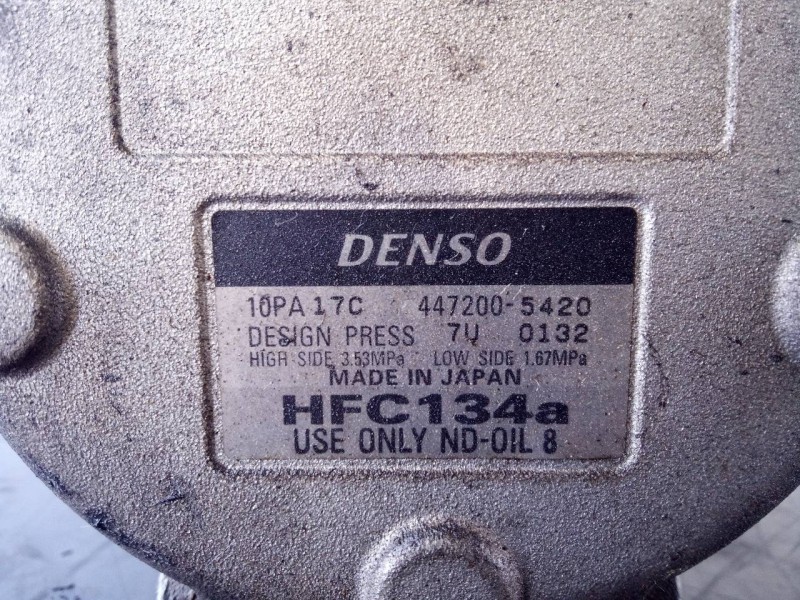 DENSO
10PA17C 447200-5420
DESIGN PRESS 7U 0132
HIGH SIDE 3.53MPa LOW SIDE 1.67MPa
MADE IN JAPAN
HFC134a
USE ONLY ND-OIL 8